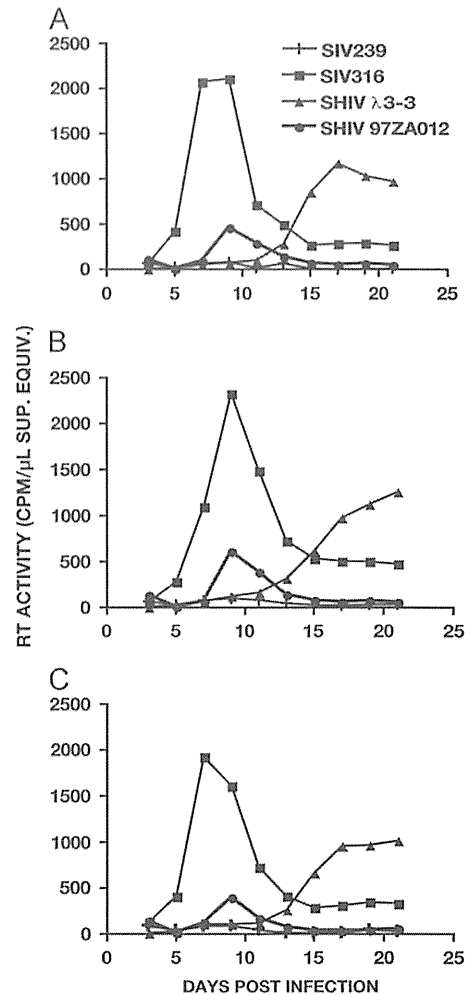 A
2500
2000
1500
1000
500
0
0 5 10 15 20 25
SIV239
SIV316
SHIV λ3-3
SHIV 97ZA012
RT ACTIVITY (CPM/µL SUP. EQUIV.)
B
2500
2000
1500
1000
500
0
0 5 10 15 20 25
C
2500
2000
1500
1000
500
0
0 5 10 15 20 25
DAYS POST INFECTION